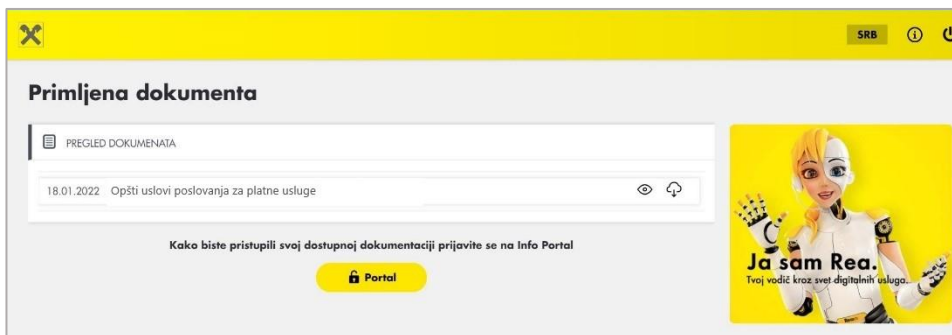 SRB
Primljena dokumenta
PREGLED DOKUMENATA
18.01.2022 Opšti uslovi poslovanja za platne usluge
Kako biste pristupili svoj dostupnoj dokumentaciji prijavite se na Info Portal
Portal
Ja sam Rea.
Tvoj vodič kroz svet digitalnih usluga.